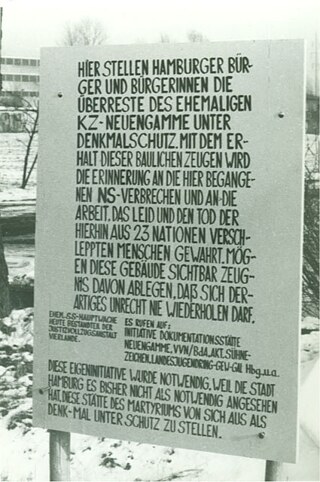 HIER STELLEN HAMBURGER BÜR-
GER UND BÜRGERINNEN DIE
ÜBERRESTE DES EHEMALIGEN
KZ-NEUENGAMME UNTER
DENKMALSCHUTZ. MIT DEM ER-
HALT DIESER BAULICHEN ZEUGEN WIRD
DIE ERINNERUNG AN DIE HIER BEGANGE-
NEN NS-VERBRECHEN UND AN DIE
ARBEIT, DAS LEID UND DEN TOD DER
HIERHIN AUS 23 NATIONEN VERSCH-
LEPPTEN MENSCHEN GEWAHRT. MÖG-
EN DIESE GEBÄUDE SICHTBAR ZEUG-
NIS DAVON ABLEGEN, DAß SICH DER-
ARTIGES UNRECHT NIE WIEDERHOLEN DARF.
EHEM. SS-HAUPTWACHE
HEUTE BESTANDTEIL DER
JUSTIZVOLLZUGSANSTALT
VIERLANDE.
ES RUFEN AUF:
INITIATIVE DOKUMENTATIONSSTÄTTE
NEUENGAMME, VVN/BdA, AKT. SÜHNE-
ZEICHEN, LANDESJUGENDRING-GEW-GAL Hbg. u.a.
DIESE EIGENINITIATIVE WURDE NOTWENDIG, WEIL DIE STADT
HAMBURG ES BISHER NICHT ALS NOTWENDIG ANGESEHEN
HAT, DIESE STÄTTE DES MARTYRIUMS VON SICH AUS ALS
DENK-MAL UNTER SCHUTZ ZU STELLEN.